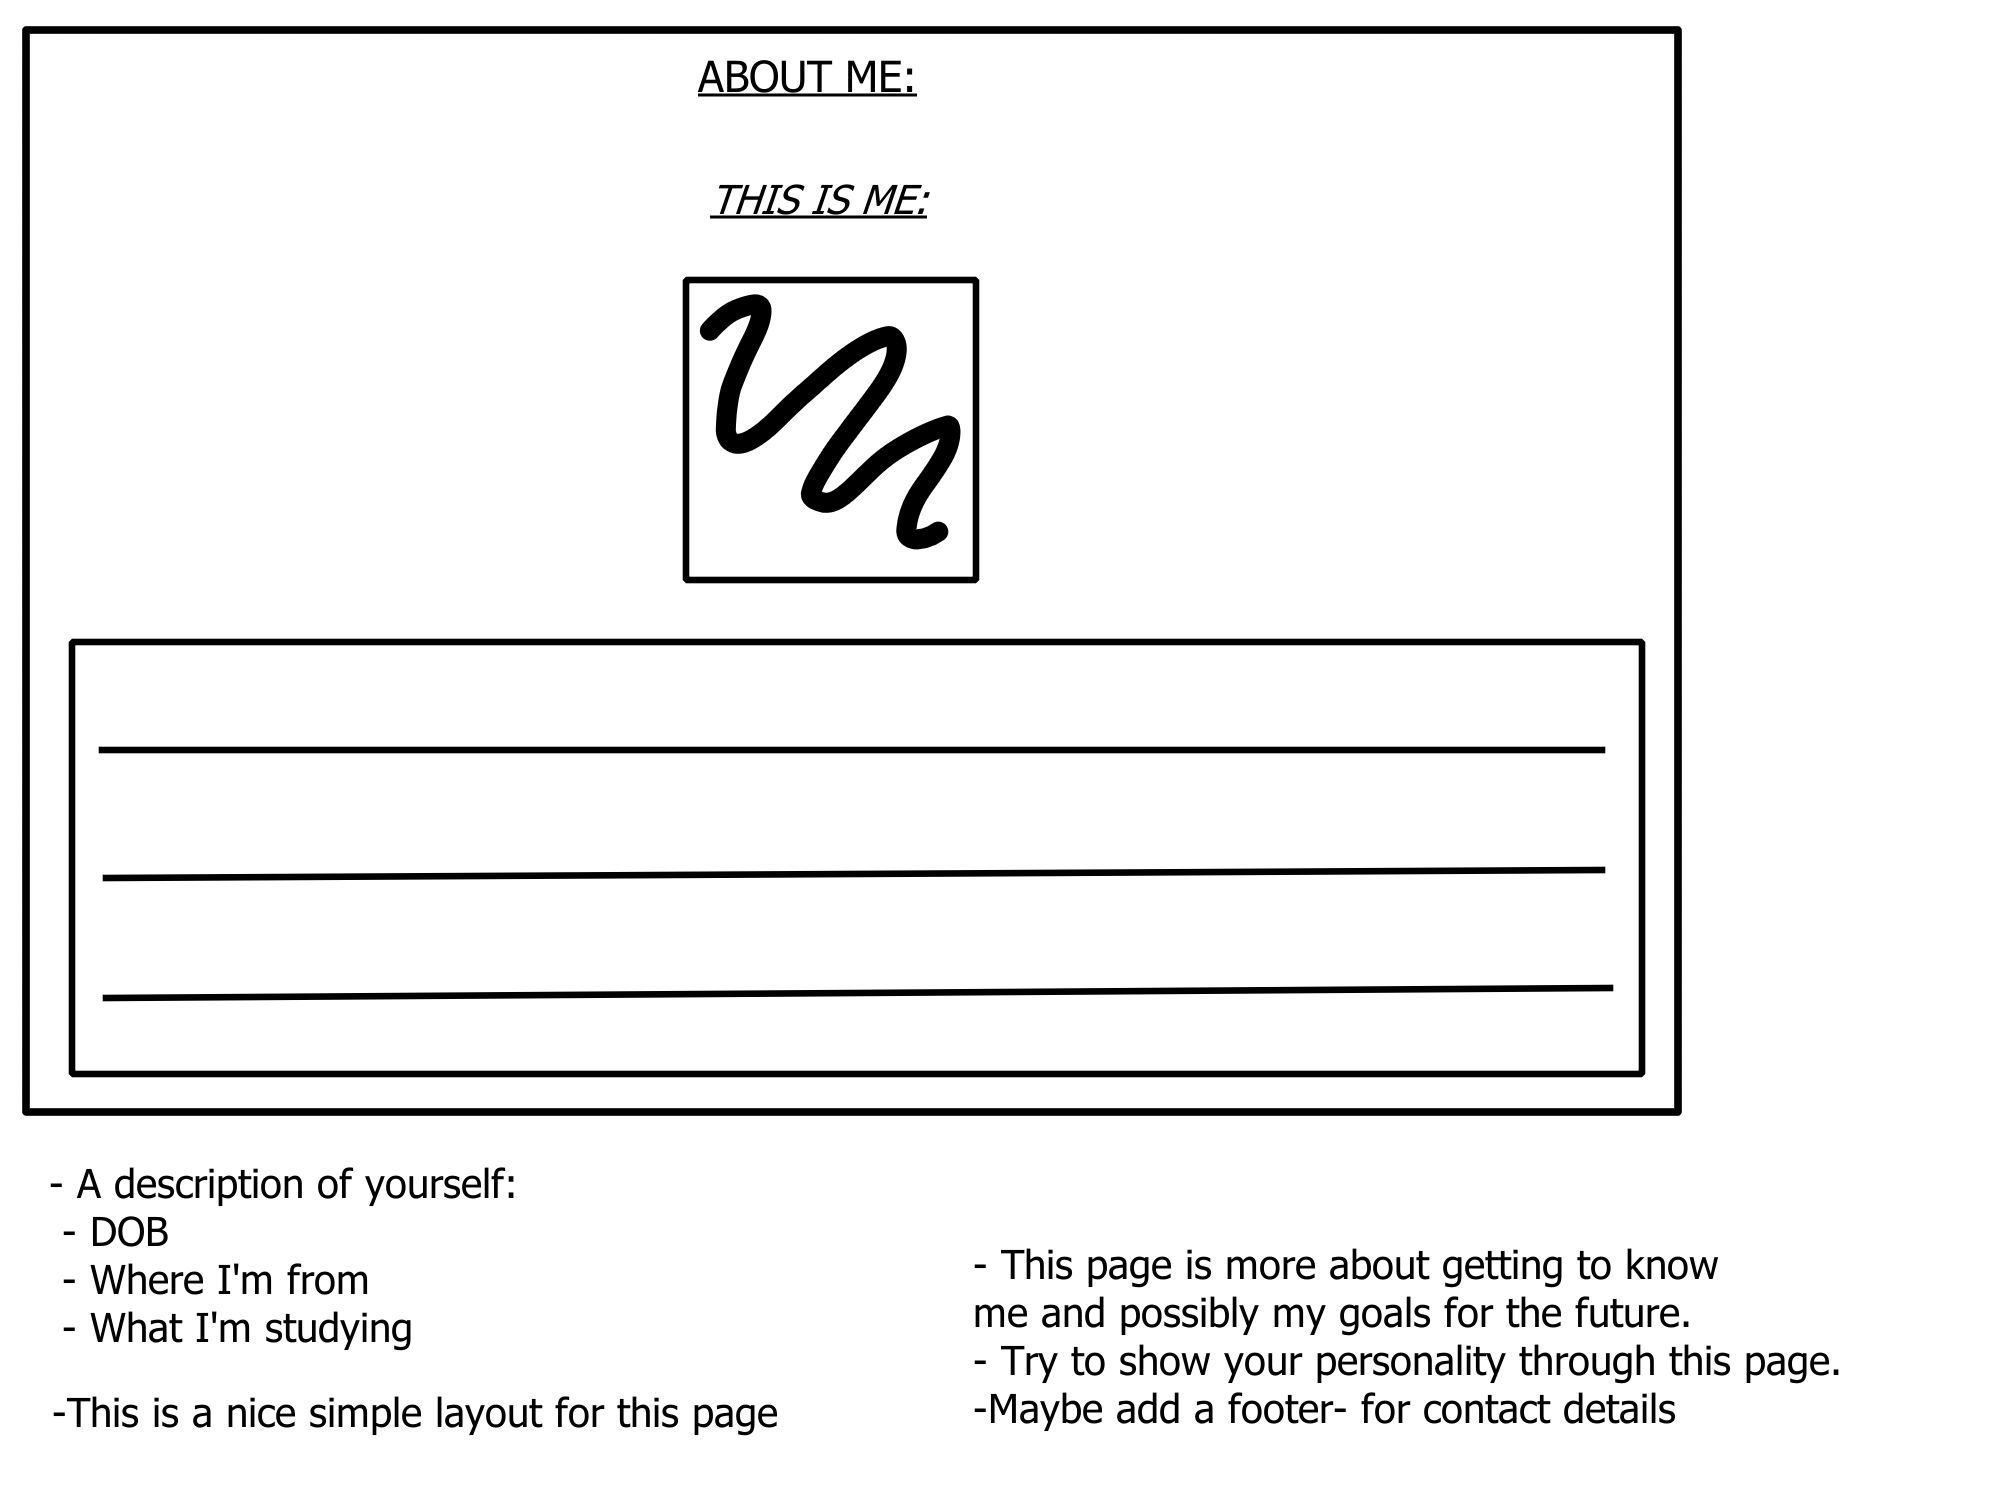 ABOUT ME:
THIS IS ME:
- A description of yourself:
- DOB
- Where I'm from
- What I'm studying
-This is a nice simple layout for this page
- This page is more about getting to know
me and possibly my goals for the future.
- Try to show your personality through this page.
-Maybe add a footer- for contact details